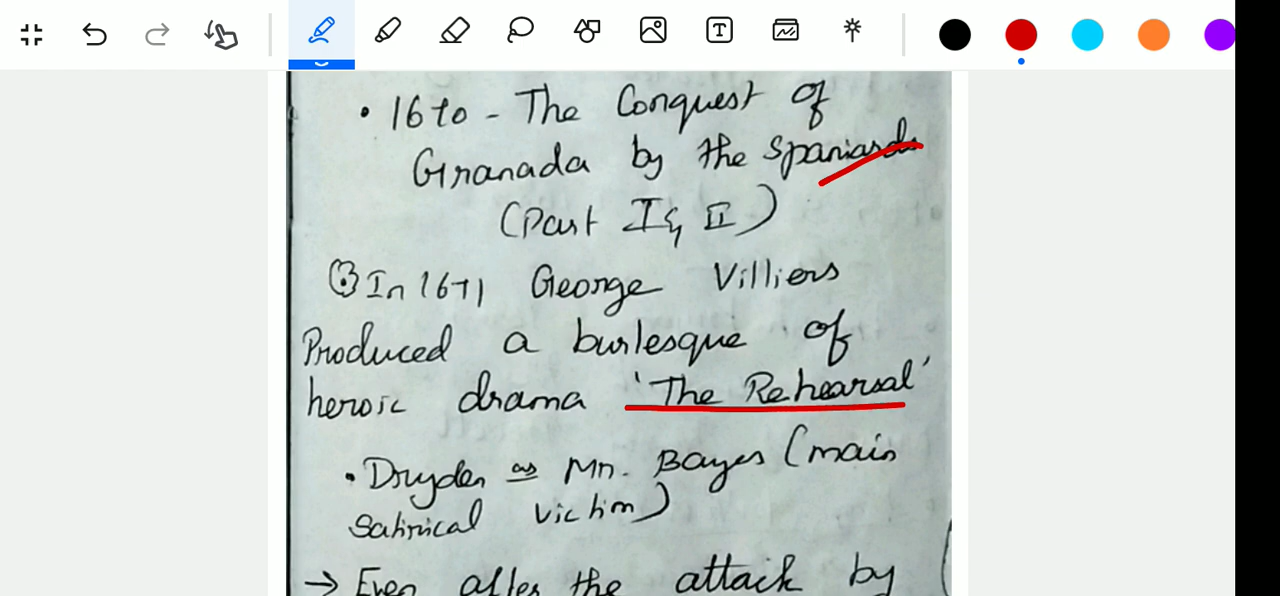 • 1670 - The Conquest of
Granada by the Spaniards
(Part I & II)
In 1671 George Villiers
Produced a burlesque of
heroic drama 'The Rehearsal'
• Dryden as Mr. Bayes (main
satirical victim)
→ Even after the attack by